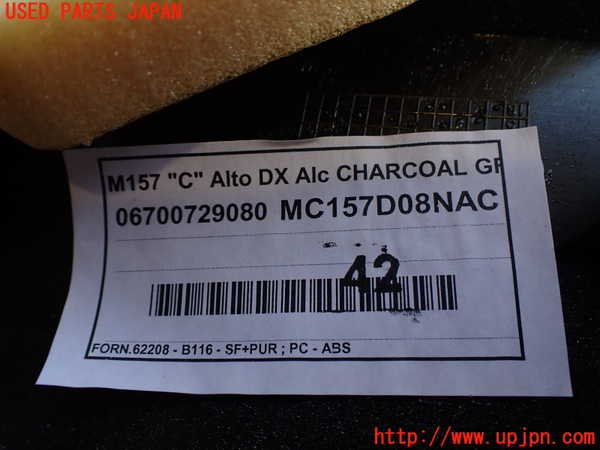 USED PARTS JAPAN
M157 "C" Alto DX Alc CHARCOAL GR
06700729080 MC157D08NAC
42
FORN.62208 - B116 - SF+PUR ; PC - ABS
http://www.upjpn.com/